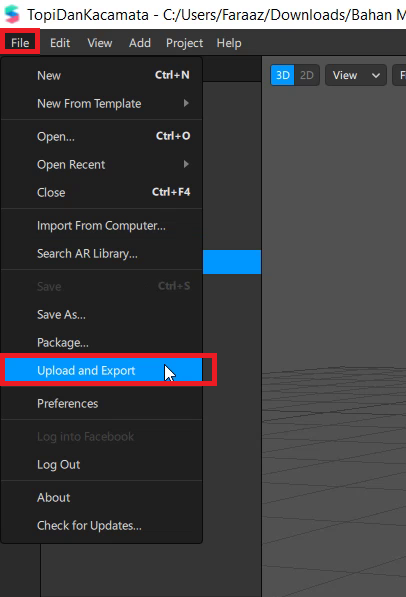 TopiDanKacamata - C:/Users/Faraaz/Downloads/Bahan M
File Edit View Add Project Help
New Ctrl+N
3D 2D View F
New From Template
Open... Ctrl+O
Open Recent
Close Ctrl+F4
Import From Computer...
Search AR Library...
Save Ctrl+S
Save As...
Package...
Upload and Export
Preferences
Log into Facebook
Log Out
About
Check for Updates...